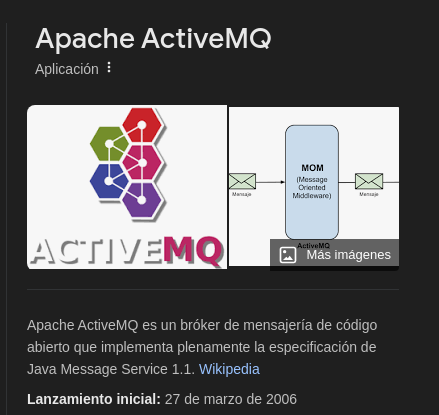 Apache ActiveMQ
Aplicación
ACTIVEMQ
MOM
(Message
Oriented
Middleware)
Mensaje
Mensaje
ActiveMQ
Más imágenes
Apache ActiveMQ es un bróker de mensajería de código
abierto que implementa plenamente la especificación de
Java Message Service 1.1. Wikipedia
Lanzamiento inicial: 27 de marzo de 2006